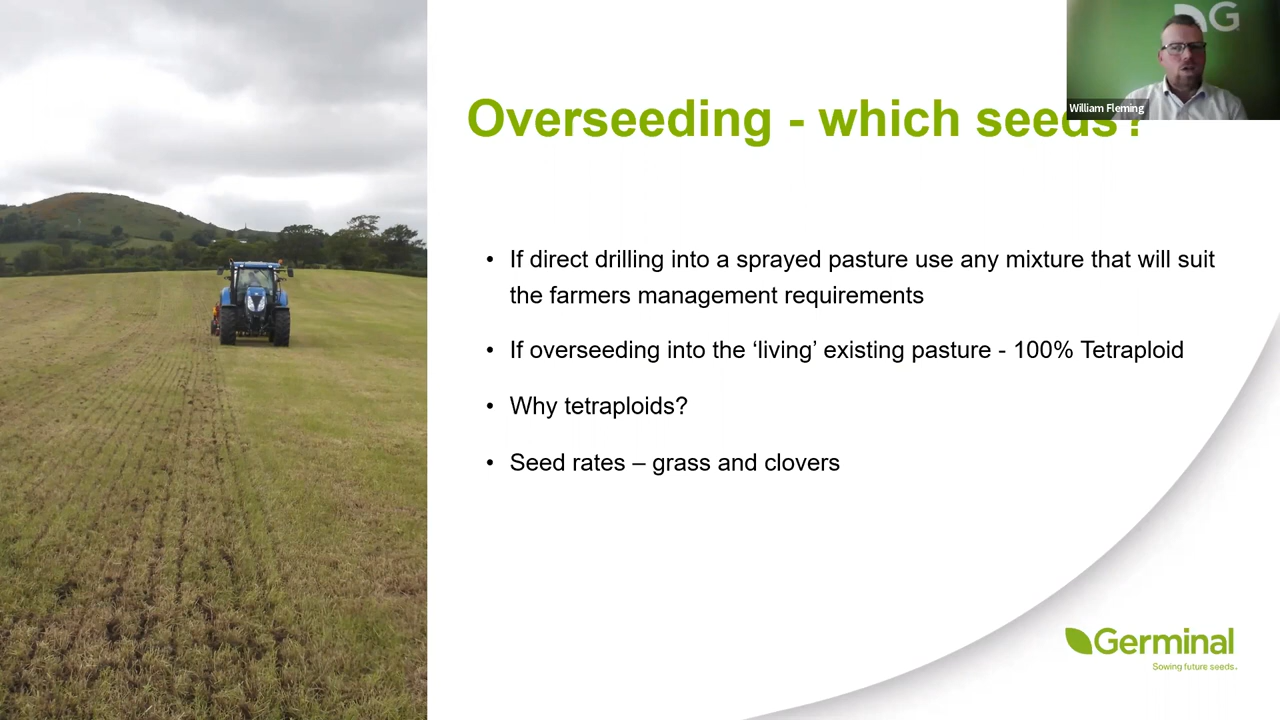 William Fleming
Overseeding - which seeds?
• If direct drilling into a sprayed pasture use any mixture that will suit
the farmers management requirements
• If overseeding into the ‘living’ existing pasture - 100% Tetraploid
• Why tetraploids?
• Seed rates – grass and clovers
Germinal
Sowing future seeds.